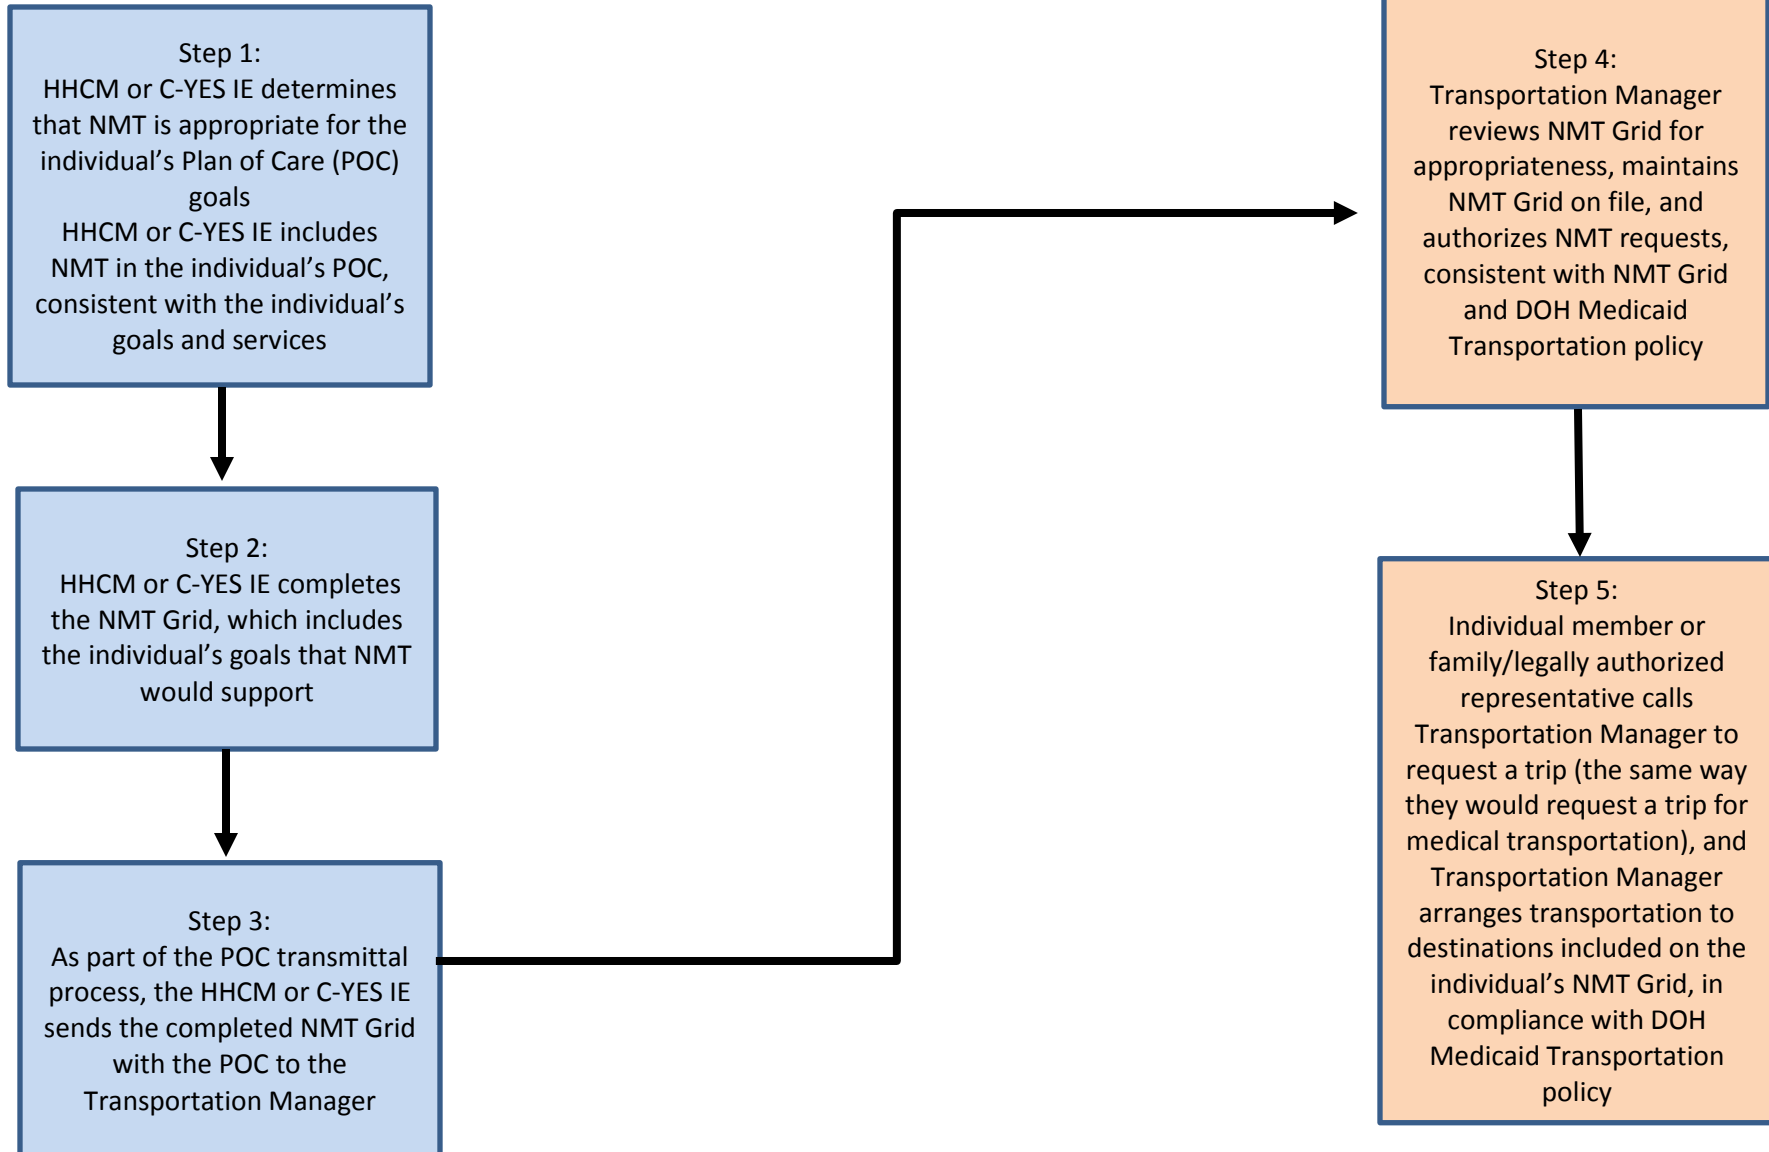 Step 1:
HHCM or C-YES IE determines
that NMT is appropriate for the
individual’s Plan of Care (POC)
goals
HHCM or C-YES IE includes
NMT in the individual’s POC,
consistent with the individual’s
goals and services
Step 2:
HHCM or C-YES IE completes
the NMT Grid, which includes
the individual’s goals that NMT
would support
Step 3:
As part of the POC transmittal
process, the HHCM or C-YES IE
sends the completed NMT Grid
with the POC to the
Transportation Manager
Step 4:
Transportation Manager
reviews NMT Grid for
appropriateness, maintains
NMT Grid on file, and
authorizes NMT requests,
consistent with NMT Grid
and DOH Medicaid
Transportation policy
Step 5:
Individual member or
family/legally authorized
representative calls
Transportation Manager to
request a trip (the same way
they would request a trip for
medical transportation), and
Transportation Manager
arranges transportation to
destinations included on the
individual’s NMT Grid, in
compliance with DOH
Medicaid Transportation
policy